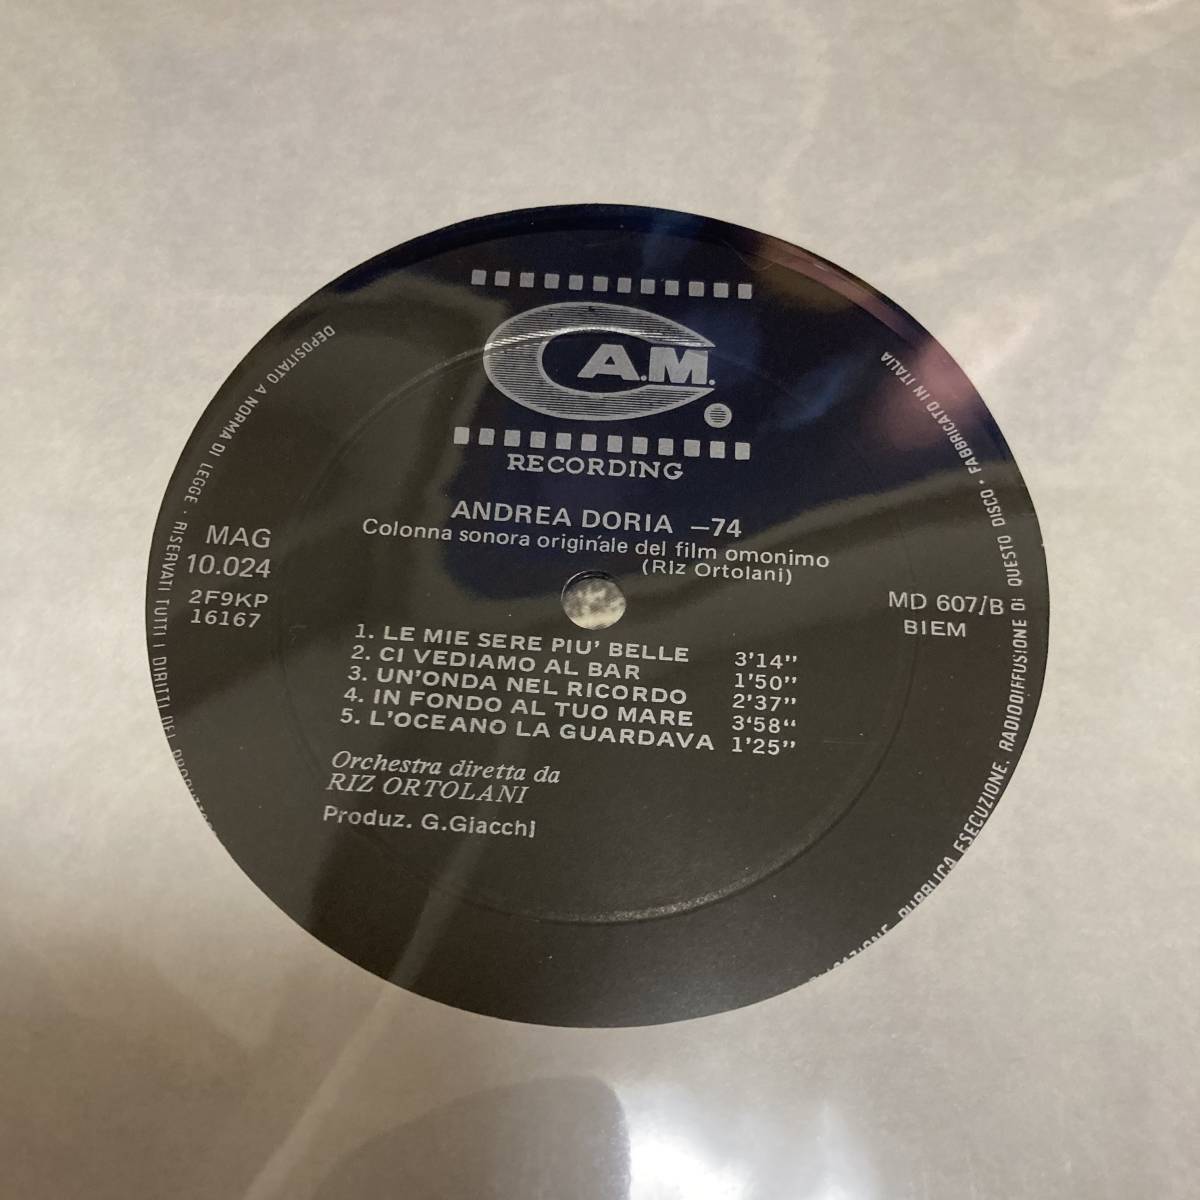 C.A.M.
RECORDING
ANDREA DORIA –74
Colonna sonora originale del film omonimo
(Riz Ortolani)
MAG
10.024
2F9KP
16167
MD 607/B
BIEM
1. LE MIE SERE PIU' BELLE 3'14''
2. CI VEDIAMO AL BAR 1'50''
3. UN'ONDA NEL RICORDO 2'37''
4. IN FONDO AL TUO MARE 3'58''
5. L'OCEANO LA GUARDAVA 1'25''
Orchestra diretta da
RIZ ORTOLANI
Produz. G.Giacchi
DEPOSITATO A NORMA DI LEGGE · RISERVATI TUTTI I DIRITTI DEL
PUBBLICA ESECUZIONE, RADIODIFFUSIONE DI QUESTO DISCO · FABBRICATO IN ITALIA